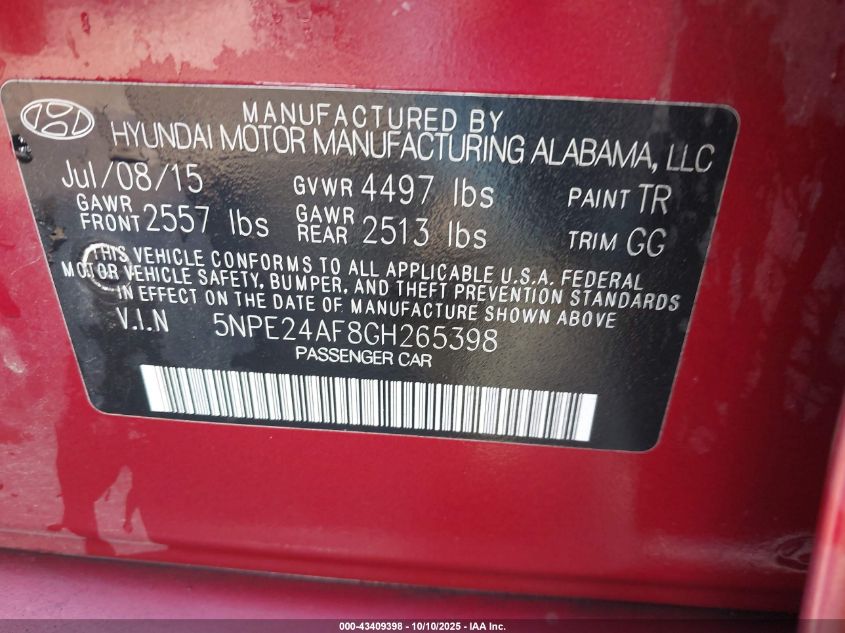 MANUFACTURED BY
HYUNDAI MOTOR MANUFACTURING ALABAMA, LLC
Jul/08/15 GVWR 4497 lbs PAINT TR
GAWR FRONT 2557 lbs GAWR REAR 2513 lbs TRIM GG
THIS VEHICLE CONFORMS TO ALL APPLICABLE U.S.A. FEDERAL
MOTOR VEHICLE SAFETY, BUMPER, AND THEFT PREVENTION STANDARDS
IN EFFECT ON THE DATE OF MANUFACTURE SHOWN ABOVE
V.I.N 5NPE24AF8GH265398
PASSENGER CAR
000-43409398 - 10/10/2025 - IAA Inc.